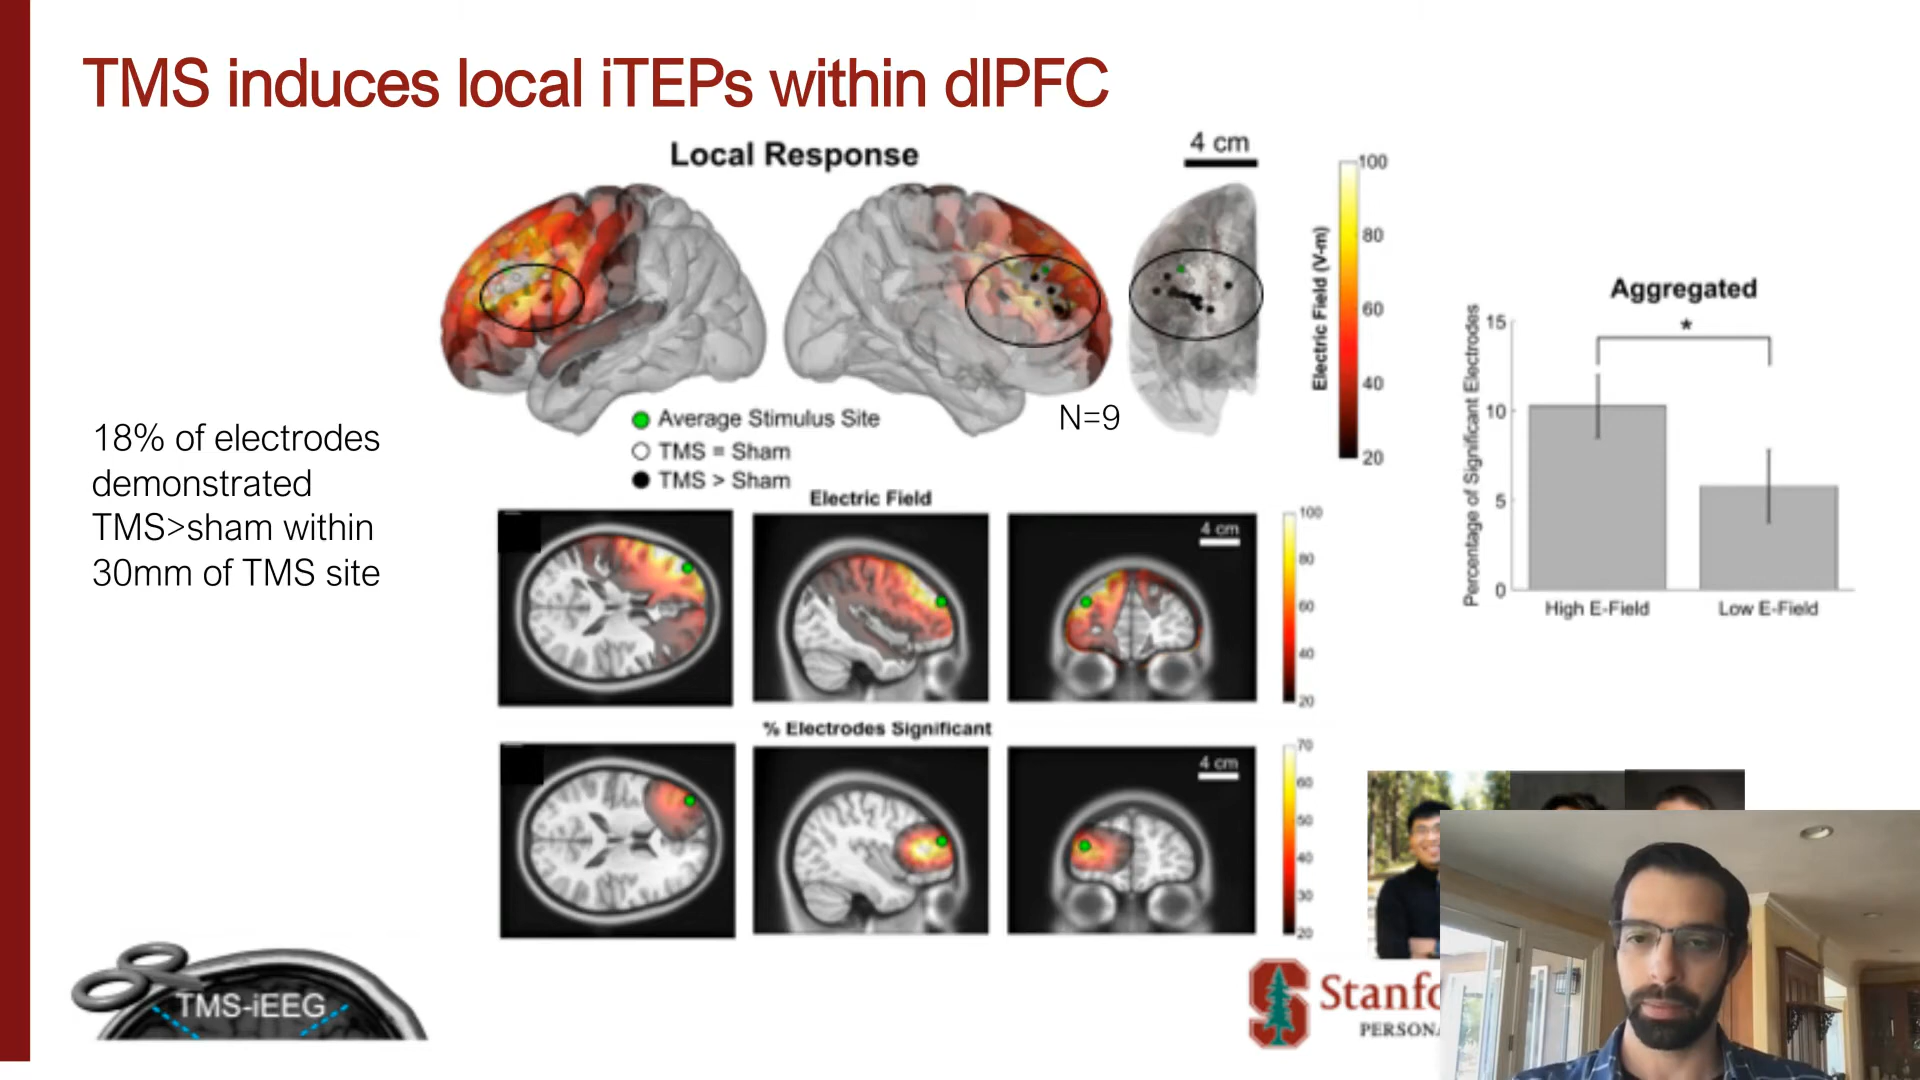 TMS induces local iTEPs within dlPFC
Local Response
4 cm
100
80
60
40
20
Electric Field (V-m)
18% of electrodes
demonstrated
TMS>sham within
30mm of TMS site
Average Stimulus Site
TMS = Sham
TMS > Sham
N=9
Aggregated
*
Percentage of Significant Electrodes
15
10
5
0
High E-Field
Low E-Field
Electric Field
4 cm
100
80
60
40
20
% Electrodes Significant
4 cm
70
60
50
40
30
20
TMS-iEEG